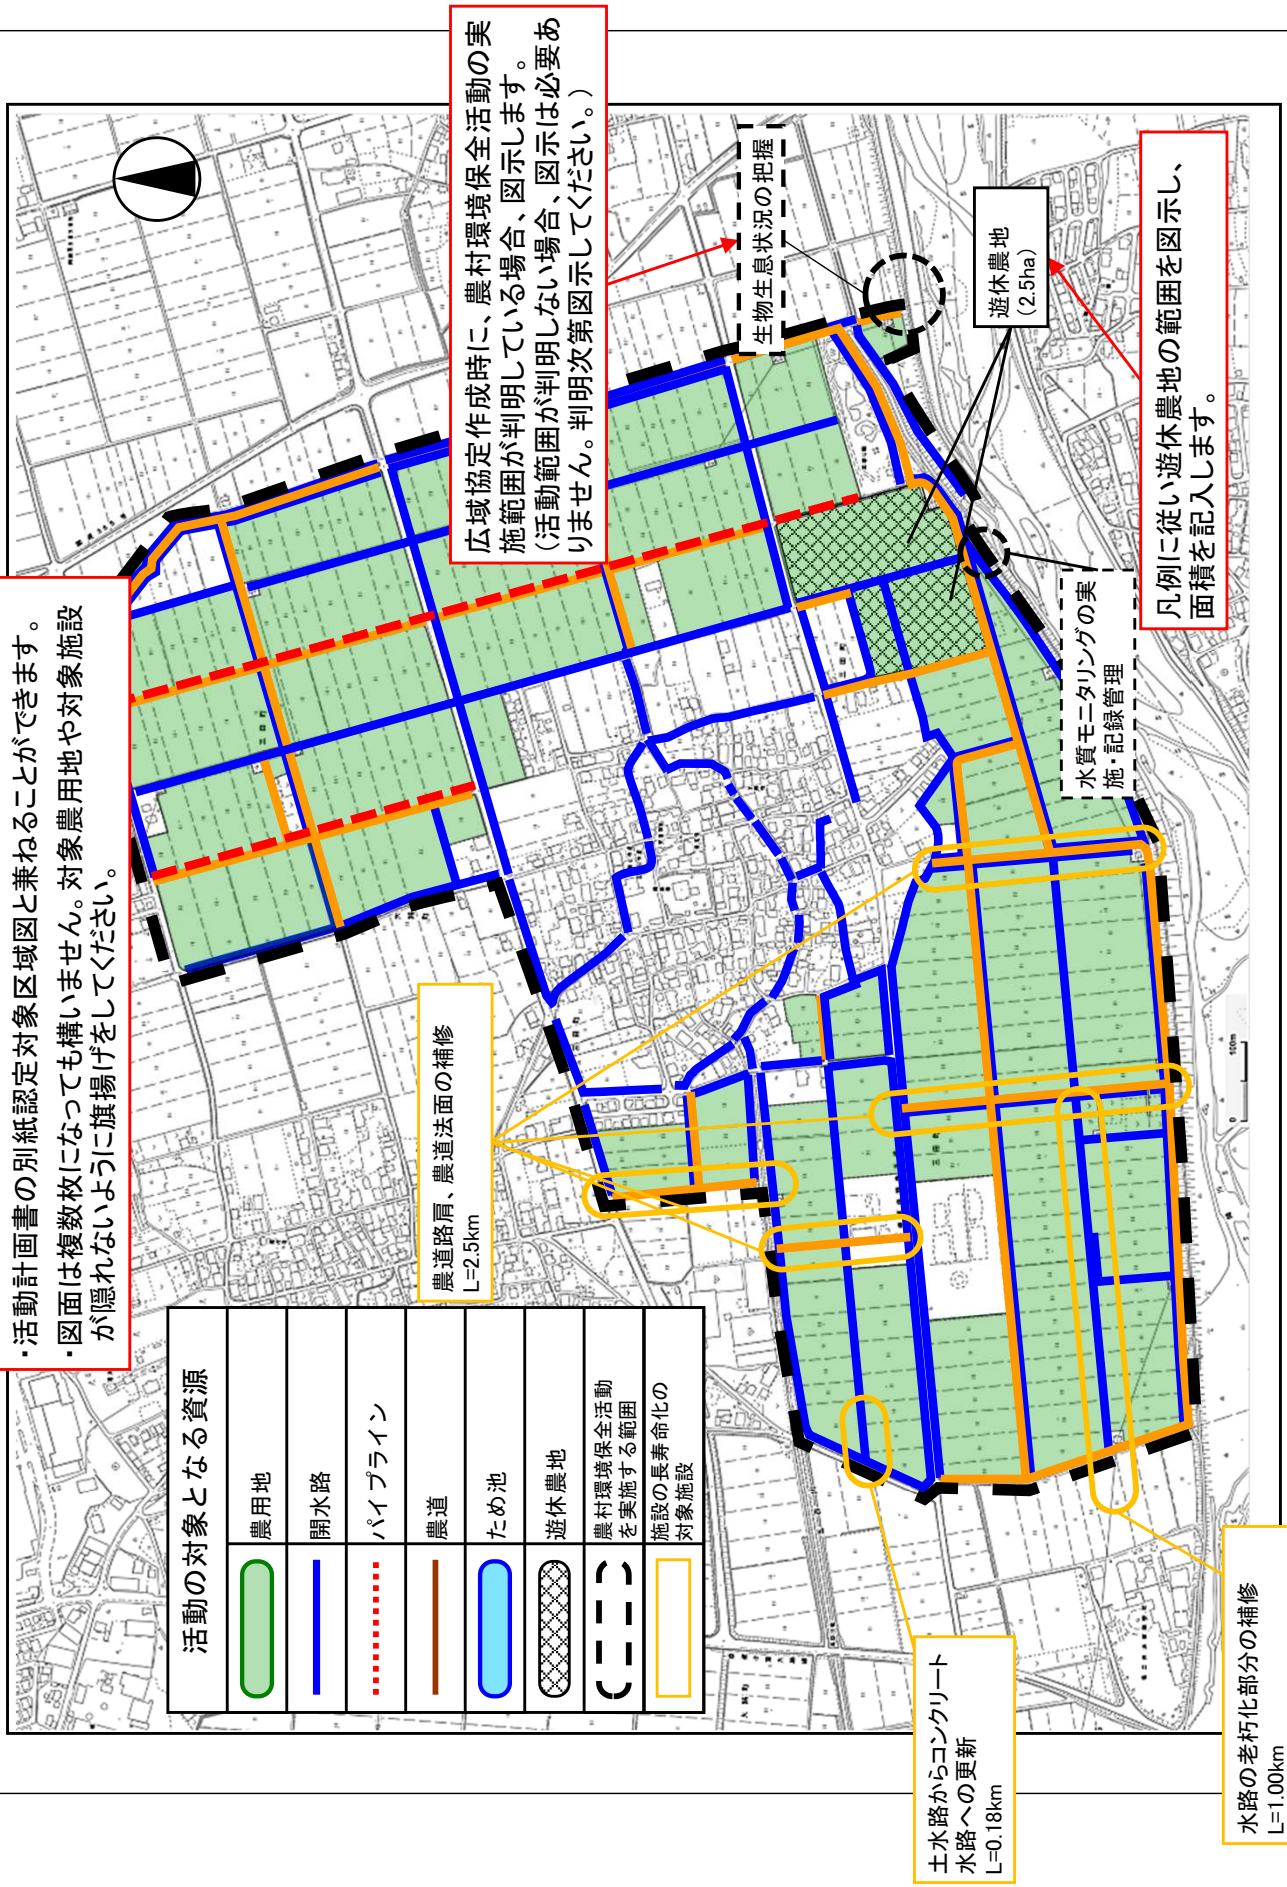 ・活動計画書の別紙認定対象区域図と兼ねることができます。
・図面は複数枚になっても構いません。対象農用地や対象施設
が隠れないように旗揚げをしてください。
広域協定作成時に、農村環境保全活動の実
施範囲が判明している場合、図示します。
（活動範囲が判明しない場合、図示は必要あ
りません。判明次第図示してください。）
生物生息状況の把握
遊休農地
（2.5ha）
凡例に従い遊休農地の範囲を図示し、
面積を記入します。
水質モニタリングの実
施・記録管理
農道路肩、農道法面の補修
L=2.5km
活動の対象となる資源
農用地
開水路
パイプライン
農道
ため池
遊休農地
農村環境保全活動
を実施する範囲
施設の長寿命化の
対象施設
土水路からコンクリート
水路への更新
L=0.18km
水路の老朽化部分の補修
L=1.00km
0 100m